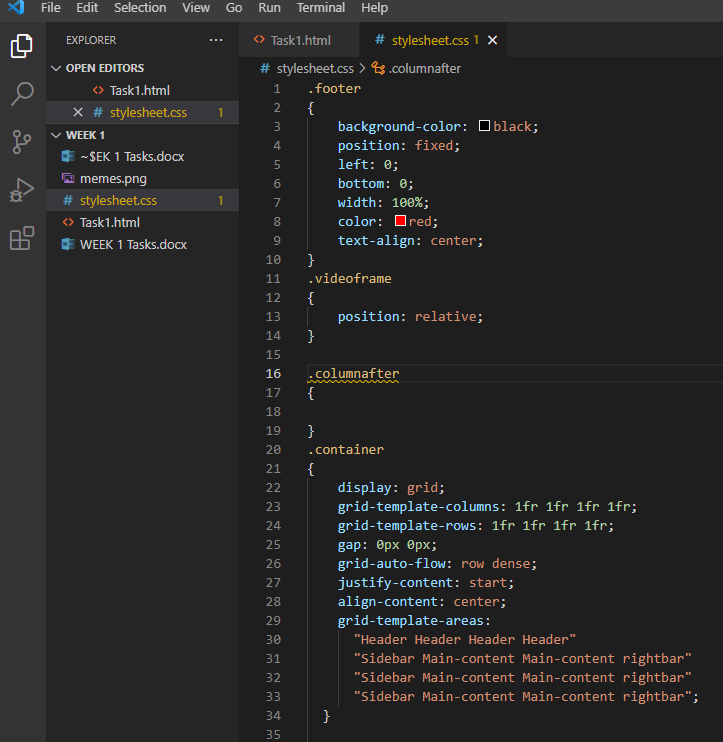 File Edit Selection View Go Run Terminal Help
EXPLORER ...
Task1.html
stylesheet.css 1
OPEN EDITORS
Task1.html
stylesheet.css 1
WEEK 1
~$EK 1 Tasks.docx
memes.png
stylesheet.css 1
Task1.html
WEEK 1 Tasks.docx
# stylesheet.css > .columnafter
1 .footer
2 {
3 background-color: black;
4 position: fixed;
5 left: 0;
6 bottom: 0;
7 width: 100%;
8 color: red;
9 text-align: center;
10 }
11 .videoframe
12 {
13 position: relative;
14 }
15
16 .columnafter
17 {
18
19 }
20 .container
21 {
22 display: grid;
23 grid-template-columns: 1fr 1fr 1fr 1fr;
24 grid-template-rows: 1fr 1fr 1fr 1fr;
25 gap: 0px 0px;
26 grid-auto-flow: row dense;
27 justify-content: start;
28 align-content: center;
29 grid-template-areas:
30 "Header Header Header Header"
31 "Sidebar Main-content Main-content rightbar"
32 "Sidebar Main-content Main-content rightbar"
33 "Sidebar Main-content Main-content rightbar";
34 }
35